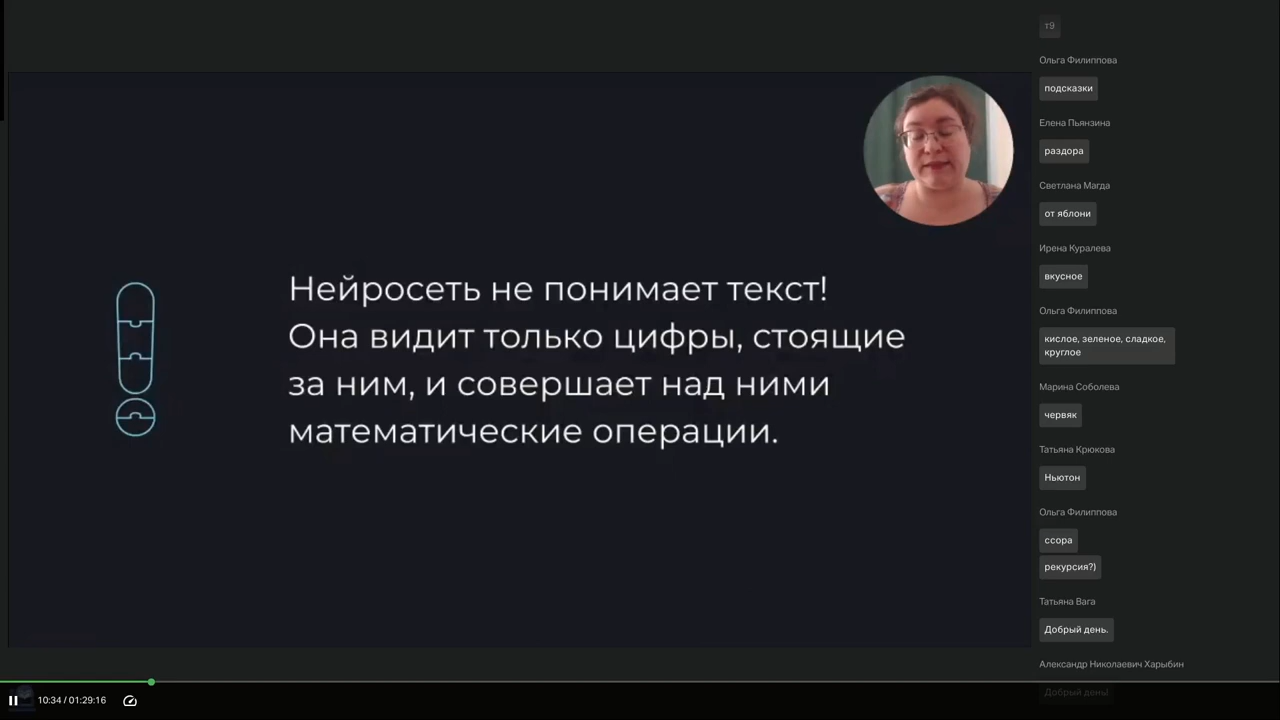 Нейросеть не понимает текст!
Она видит только цифры, стоящие
за ним, и совершает над ними
математические операции.
т9
Ольга Филиппова
подсказки
Елена Пьянзина
раздора
Светлана Магда
от яблони
Ирена Куралева
вкусное
Ольга Филиппова
кислое, зеленое, сладкое,
круглое
Марина Соболева
червяк
Татьяна Крюкова
Ньютон
Ольга Филиппова
ссора
рекурсия?)
Татьяна Вага
Добрый день.
Александр Николаевич Харыбин
Добрый день!
10:34 / 01:29:16